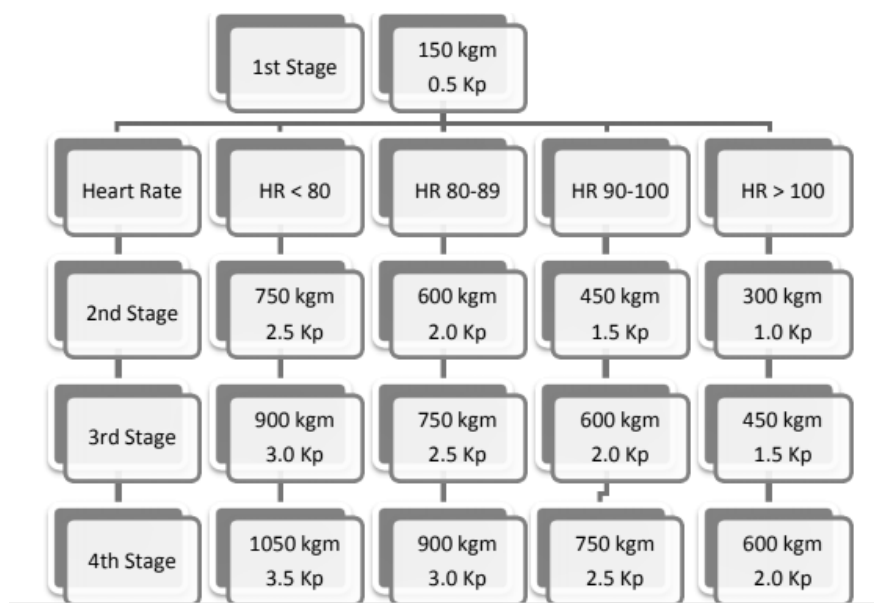 1st Stage
150 kgm
0.5 Kp
Heart Rate
HR < 80
HR 80-89
HR 90-100
HR > 100
2nd Stage
750 kgm
2.5 Kp
600 kgm
2.0 Kp
450 kgm
1.5 Kp
300 kgm
1.0 Kp
3rd Stage
900 kgm
3.0 Kp
750 kgm
2.5 Kp
600 kgm
2.0 Kp
450 kgm
1.5 Kp
4th Stage
1050 kgm
3.5 Kp
900 kgm
3.0 Kp
750 kgm
2.5 Kp
600 kgm
2.0 Kp